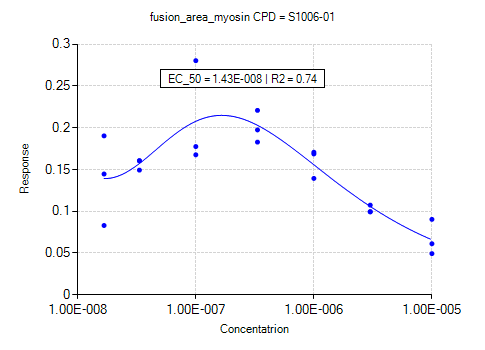 fusion_area_myosin CPD = S1006-01
0.3
EC_50 = 1.43E-008 | R2 = 0.74
0.25
0.2
Response
0.15
0.1
0.05
0
1.00E-008 1.00E-007 1.00E-006 1.00E-005
Concentatrion